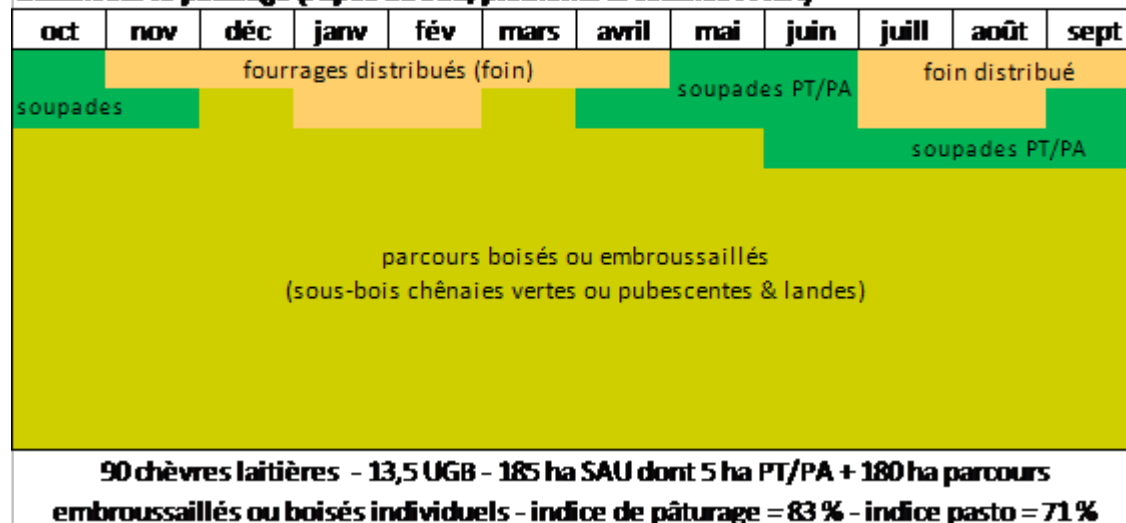 oct nov déc janv fév mars avril mai juin juill août sept
fourrages distribués (foin)
foin distribué
soupades PT/PA
soupades
soupades PT/PA
parcours boisés ou embroussaillés
(sous-bois chênaies vertes ou pubescentes & landes)
90 chèvres laitières - 13,5 UGB - 185 ha SAU dont 5 ha PT/PA + 180 ha parcours
embroussaillés ou boisés individuels - indice de pâturage = 83 % - indice pasto = 71 %